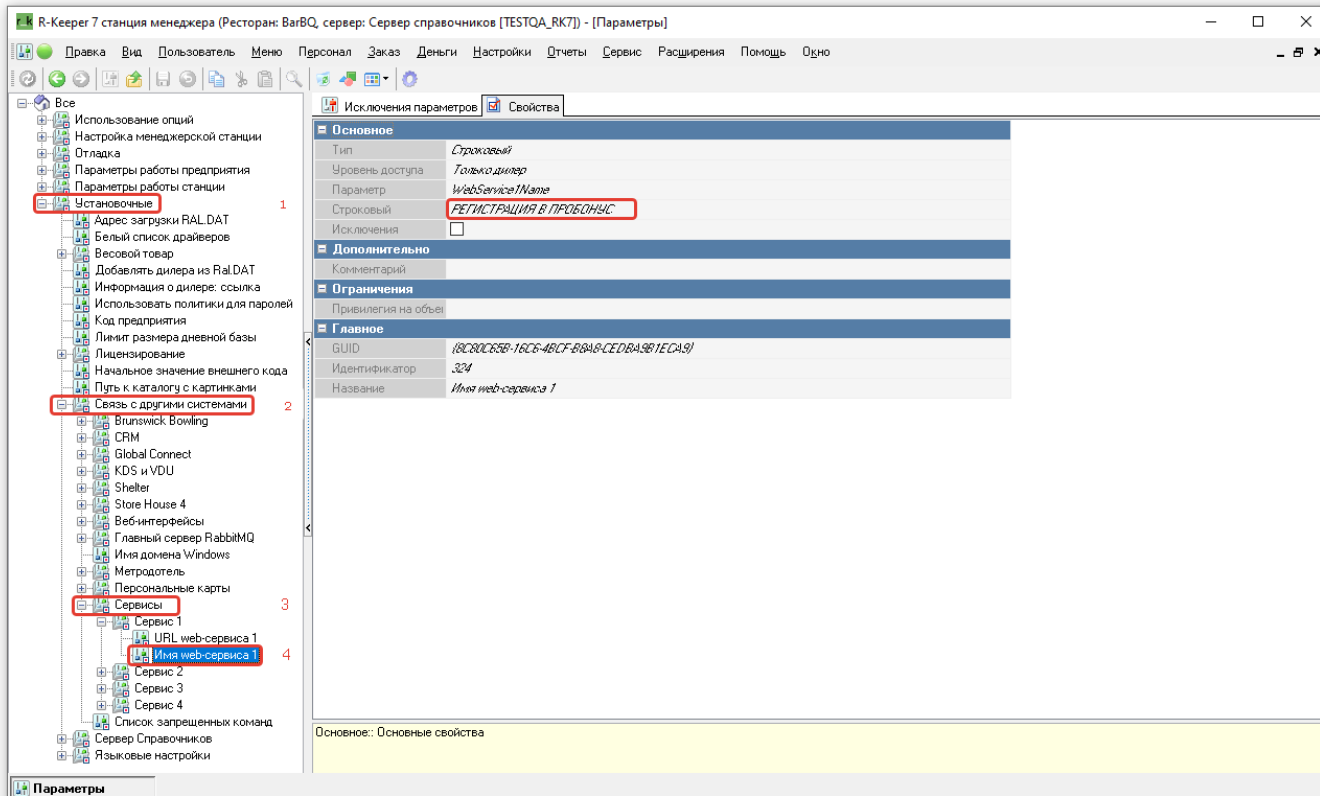 R-Keeper 7 станция менеджера (Ресторан: BarBQ, сервер: Сервер справочников [TESTQA_RK7]) - [Параметры]
Правка Вид Пользователь Меню Персонал Заказ Деньги Настройки Отчеты Сервис Расширения Помощь Окно
Все
Использование опций
Настройка менеджерской станции
Отладка
Параметры работы предприятия
Параметры работы станции
Установочные 1
Адрес загрузки RAL.DAT
Белый список драйверов
Весовой товар
Добавлять дилера из Ral.DAT
Информация о дилере: ссылка
Использовать политики для паролей
Код предприятия
Лимит размера дневной базы
Лицензирование
Начальное значение внешнего кода
Путь к каталогу с картинками
Связь с другими системами 2
Brunswick Bowling
CRM
Global Connect
KDS и VDU
Shelter
Store House 4
Веб-интерфейсы
Главный сервер RabbitMQ
Имя домена Windows
Метродотель
Персональные карты
Сервисы 3
Сервис 1
URL web-сервиса 1
Имя web-сервиса 1 4
Сервис 2
Сервис 3
Сервис 4
Список запрещенных команд
Сервер Справочников
Языковые настройки
Исключения параметров Свойства
Основное
Тип Строковый
Уровень доступа Только дилер
Параметр WebService1Name
Строковый РЕГИСТРАЦИЯ В ПРОБОНУС
Исключения
Дополнительно
Комментарий
Ограничения
Привилегия на объек
Главное
GUID {8C80C65B-16C6-4BCF-B8A8-CEDBA9B1ECA9}
Идентификатор 324
Название Имя web-сервиса 1
Основное:: Основные свойства
Параметры